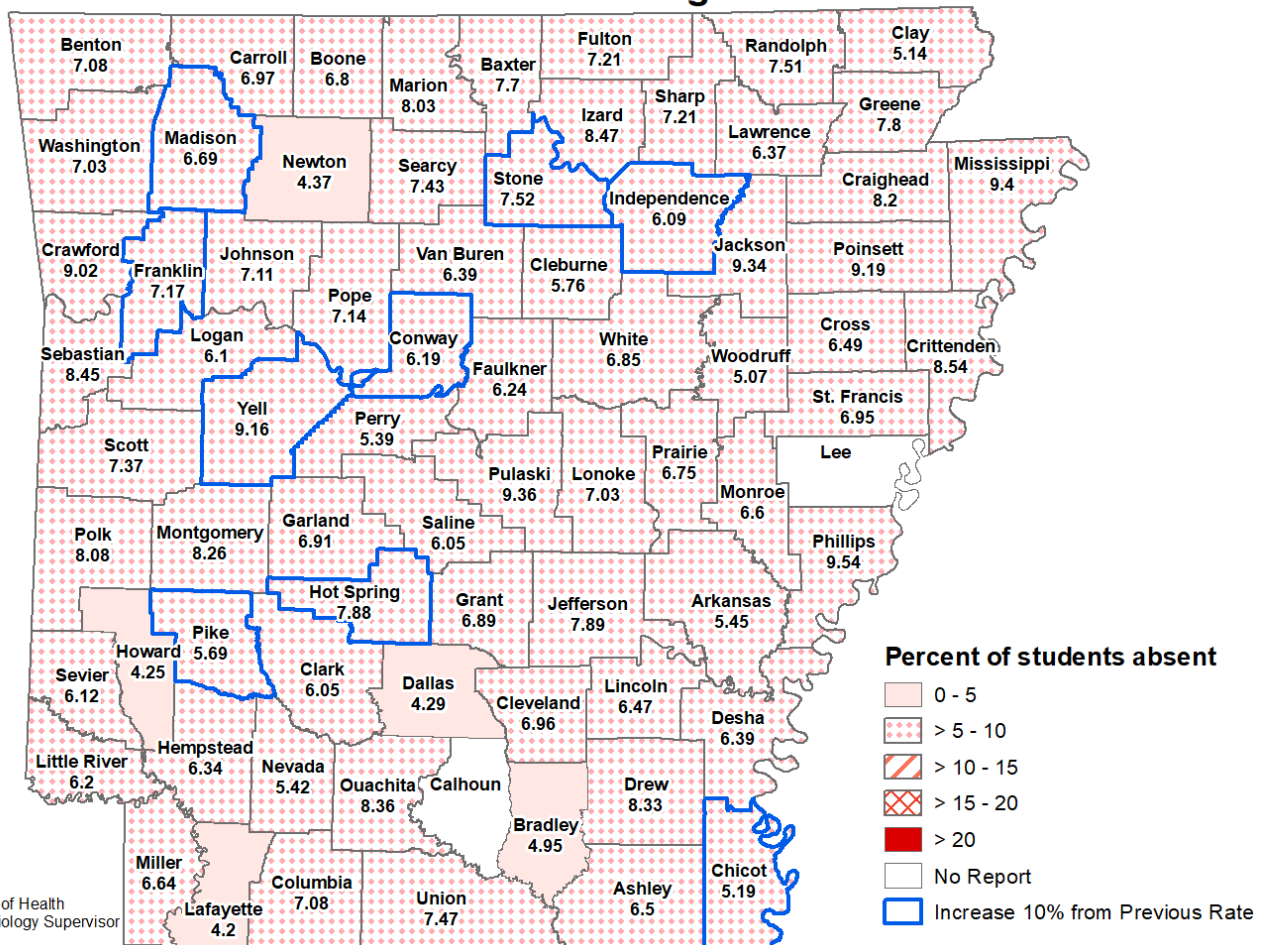 Benton
7.08
Carroll
6.97
Boone
6.8
Marion
8.03
Baxter
7.7
Fulton
7.21
Randolph
7.51
Clay
5.14
Izard
8.47
Sharp
7.21
Greene
7.8
Lawrence
6.37
Washington
7.03
Madison
6.69
Newton
4.37
Searcy
7.43
Stone
7.52
Independence
6.09
Craighead
8.2
Mississippi
9.4
Crawford
9.02
Franklin
7.17
Johnson
7.11
Pope
7.14
Van Buren
6.39
Cleburne
5.76
Jackson
9.34
Poinsett
9.19
Sebastian
8.45
Logan
6.1
Conway
6.19
Faulkner
6.24
White
6.85
Woodruff
5.07
Cross
6.49
Crittenden
8.54
St. Francis
6.95
Yell
9.16
Perry
5.39
Scott
7.37
Pulaski
9.36
Lonoke
7.03
Prairie
6.75
Monroe
6.6
Lee
Polk
8.08
Montgomery
8.26
Garland
6.91
Saline
6.05
Phillips
9.54
Hot Spring
7.88
Grant
6.89
Jefferson
7.89
Arkansas
5.45
Howard
4.25
Pike
5.69
Sevier
6.12
Clark
6.05
Dallas
4.29
Cleveland
6.96
Lincoln
6.47
Desha
6.39
Little River
6.2
Hempstead
6.34
Nevada
5.42
Ouachita
8.36
Calhoun
Bradley
4.95
Drew
8.33
Miller
6.64
Lafayette
4.2
Columbia
7.08
Union
7.47
Ashley
6.5
Chicot
5.19
of Health
iology Supervisor
Percent of students absent
0 - 5
> 5 - 10
> 10 - 15
> 15 - 20
> 20
No Report
Increase 10% from Previous Rate